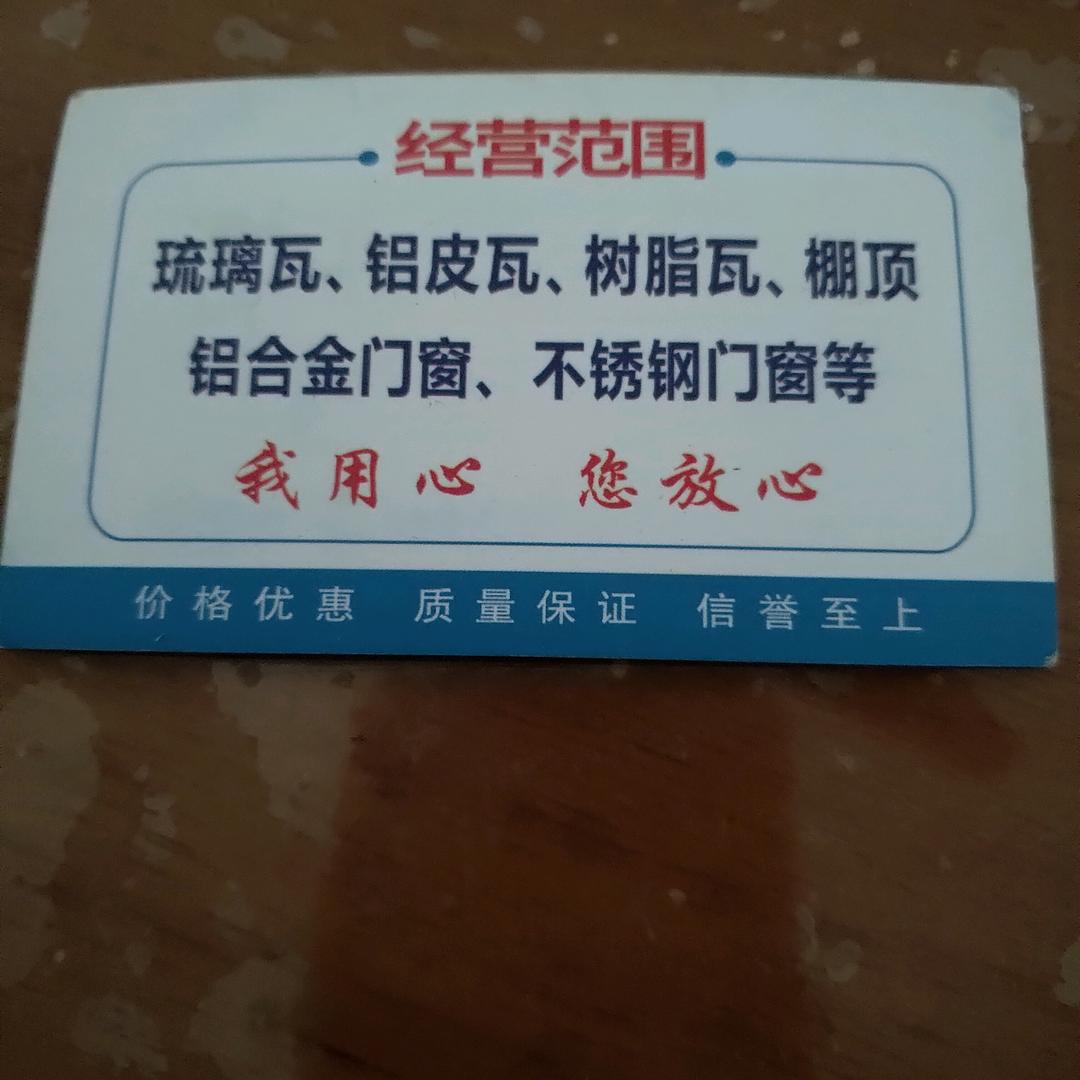 经营范围
琉璃瓦、铝皮瓦、树脂瓦、棚顶
铝合金门窗、不锈钢门窗等
我用心 您放心
价格优惠 质量保证 信誉至上